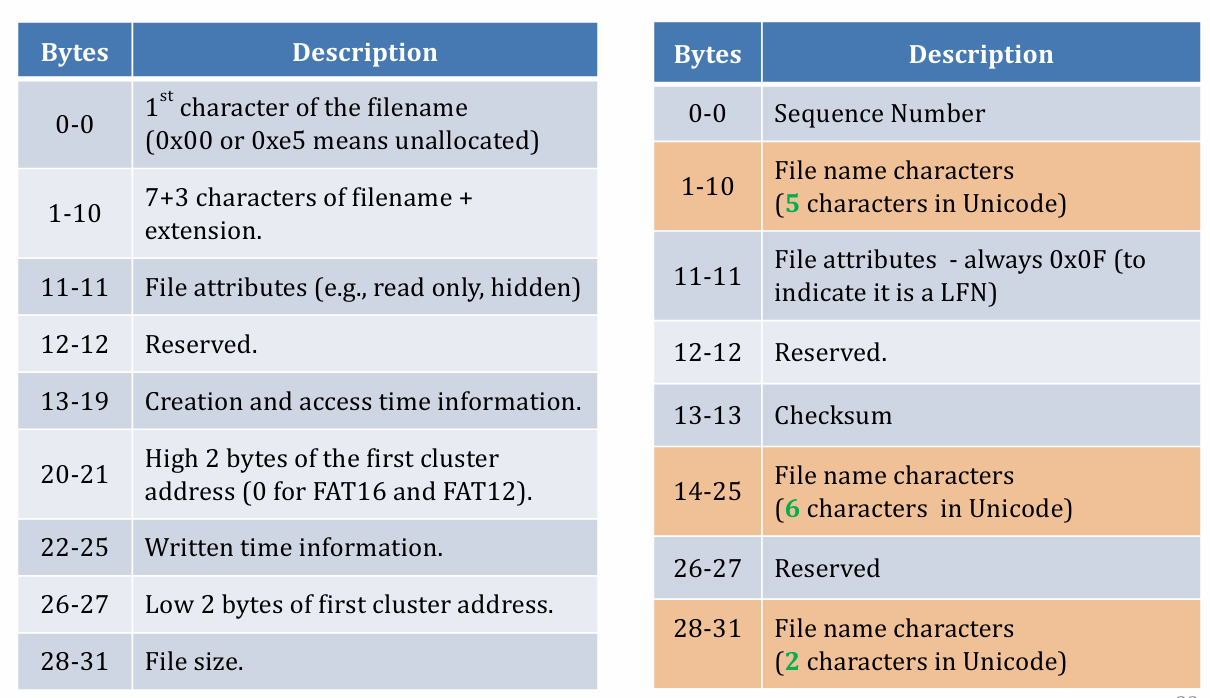 Bytes Description
0-0 1st character of the filename
(0x00 or 0xe5 means unallocated)
1-10 7+3 characters of filename +
extension.
11-11 File attributes (e.g., read only, hidden)
12-12 Reserved.
13-19 Creation and access time information.
20-21 High 2 bytes of the first cluster
address (0 for FAT16 and FAT12).
22-25 Written time information.
26-27 Low 2 bytes of first cluster address.
28-31 File size.
Bytes Description
0-0 Sequence Number
1-10 File name characters
(5 characters in Unicode)
11-11 File attributes - always 0x0F (to
indicate it is a LFN)
12-12 Reserved.
13-13 Checksum
14-25 File name characters
(6 characters in Unicode)
26-27 Reserved
28-31 File name characters
(2 characters in Unicode)